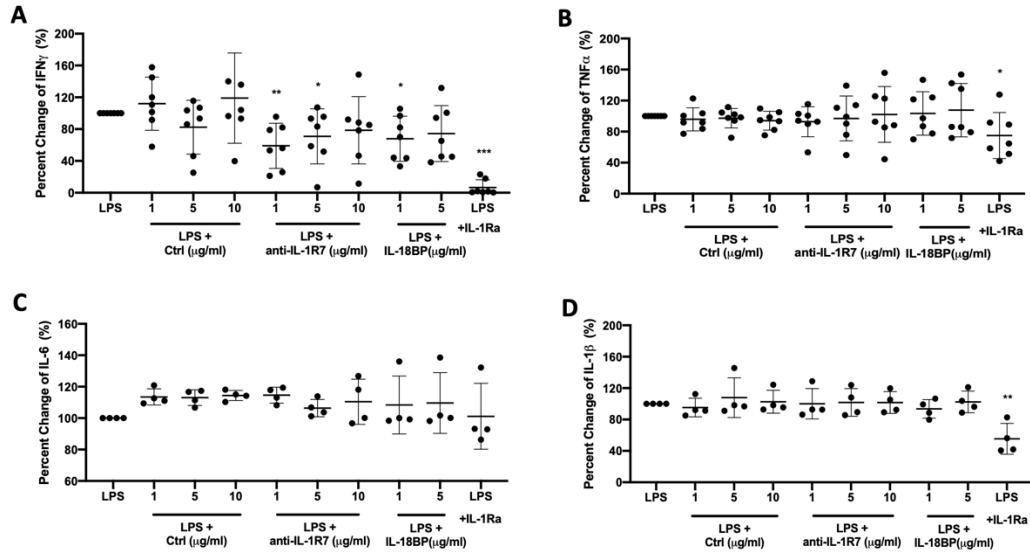 A
Percent Change of IFNγ (%)
200
160
120
80
40
0
** * * ***
LPS 1 5 10 1 5 10 1 5 LPS
+IL-1Ra
LPS + LPS + LPS +
Ctrl (μg/ml) anti-IL-1R7 (μg/ml) IL-18BP(μg/ml)
B
Percent Change of TNFα (%)
200
160
120
80
40
0
*
LPS 1 5 10 1 5 10 1 5 LPS
+IL-1Ra
LPS + LPS + LPS +
Ctrl (μg/ml) anti-IL-1R7 (μg/ml) IL-18BP(μg/ml)
C
Percent Change of IL-6 (%)
160
140
120
100
80
60
LPS 1 5 10 1 5 10 1 5 LPS
+IL-1Ra
LPS + LPS + LPS +
Ctrl (μg/ml) anti-IL-1R7 (μg/ml) IL-18BP(μg/ml)
D
Percent Change of IL-1β (%)
200
160
120
80
40
0
**
LPS 1 5 10 1 5 10 1 5 LPS
+IL-1Ra
LPS + LPS + LPS +
Ctrl (μg/ml) anti-IL-1R7 (μg/ml) IL-18BP(μg/ml)